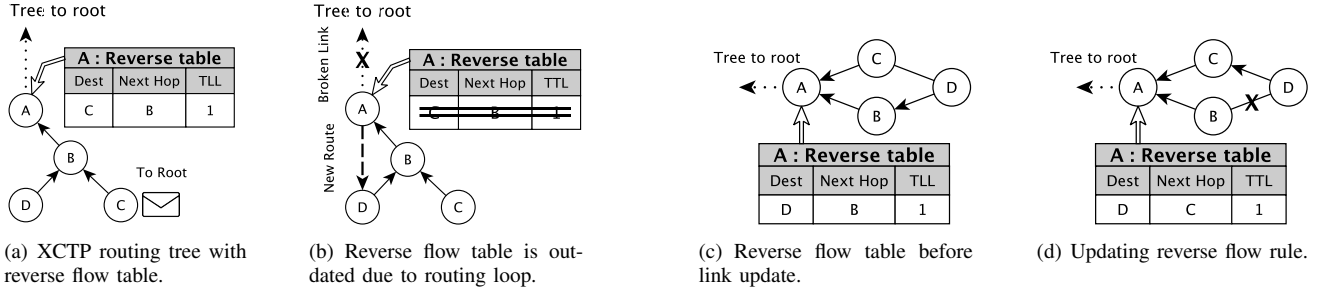 Tree to root
A : Reverse table
Dest Next Hop TLL
C B 1
A
B
To Root
D C
(a) XCTP routing tree with
reverse flow table.
Tree to root
Broken Link
X
A : Reverse table
Dest Next Hop TTL
C B 1
A
New Route
B
D C
(b) Reverse flow table is out-
dated due to routing loop.
Tree to root
C
A D
B
A : Reverse table
Dest Next Hop TLL
D B 1
(c) Reverse flow table before
link update.
Tree to root
C
A D
X
B
A : Reverse table
Dest Next Hop TTL
D C 1
(d) Updating reverse flow rule.